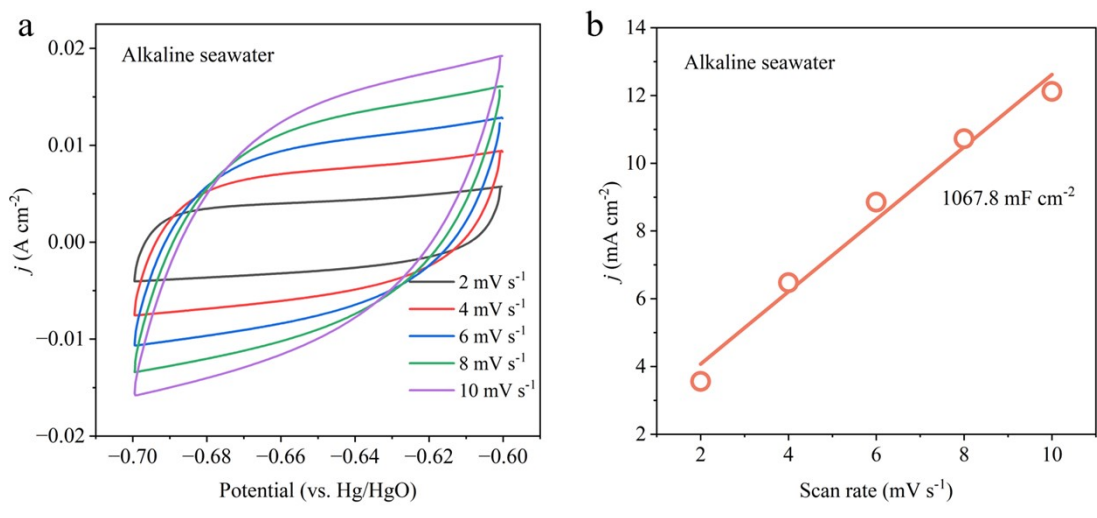 a
Alkaline seawater
0.02
0.01
0.00
−0.01
−0.02
j (A cm-2)
2 mV s-1
4 mV s-1
6 mV s-1
8 mV s-1
10 mV s-1
−0.70 −0.68 −0.66 −0.64 −0.62 −0.60
Potential (vs. Hg/HgO)
b
Alkaline seawater
14
12
10
8
6
4
2
j (mA cm-2)
1067.8 mF cm-2
2 4 6 8 10
Scan rate (mV s-1)